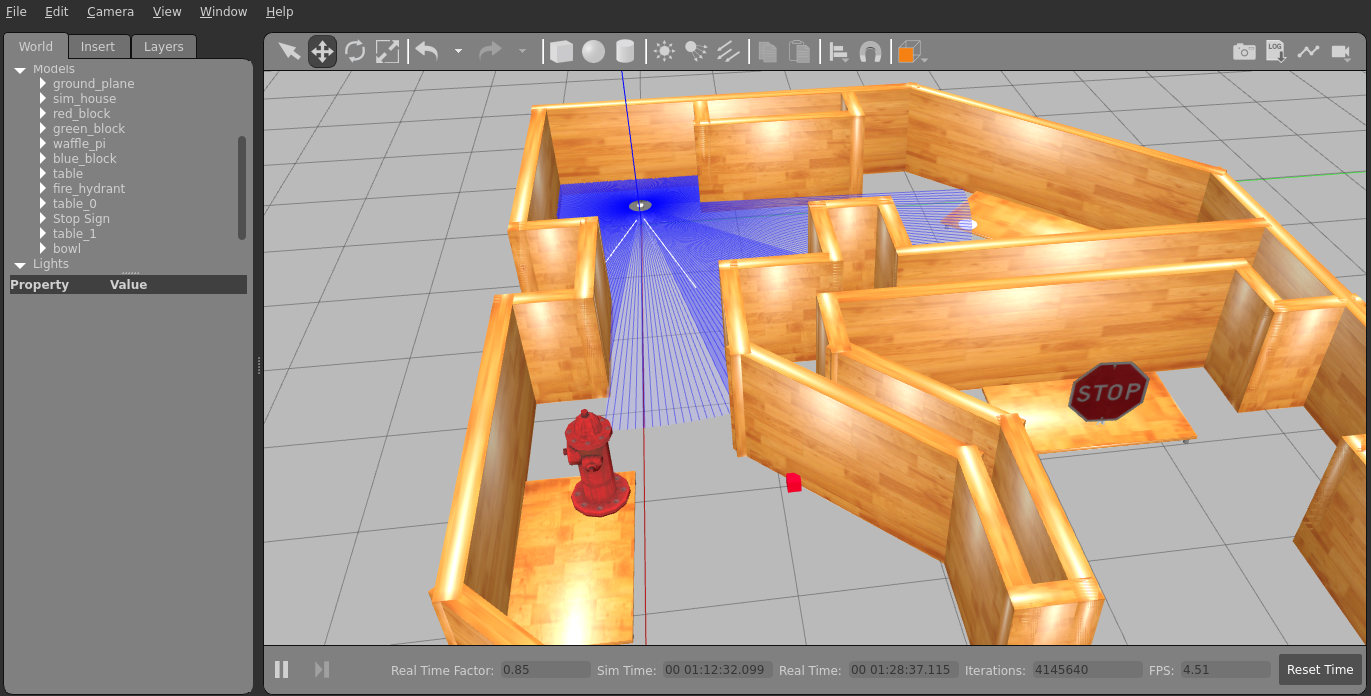 File Edit Camera View Window Help
World Insert Layers
LOG
Models
ground_plane
sim_house
red_block
green_block
waffle_pi
blue_block
table
fire_hydrant
table_0
Stop Sign
table_1
bowl
Lights
Property Value
STOP
Real Time Factor: 0.85 Sim Time: 00 01:12:32.099 Real Time: 00 01:28:37.115 Iterations: 4145640 FPS: 4.51 Reset Time